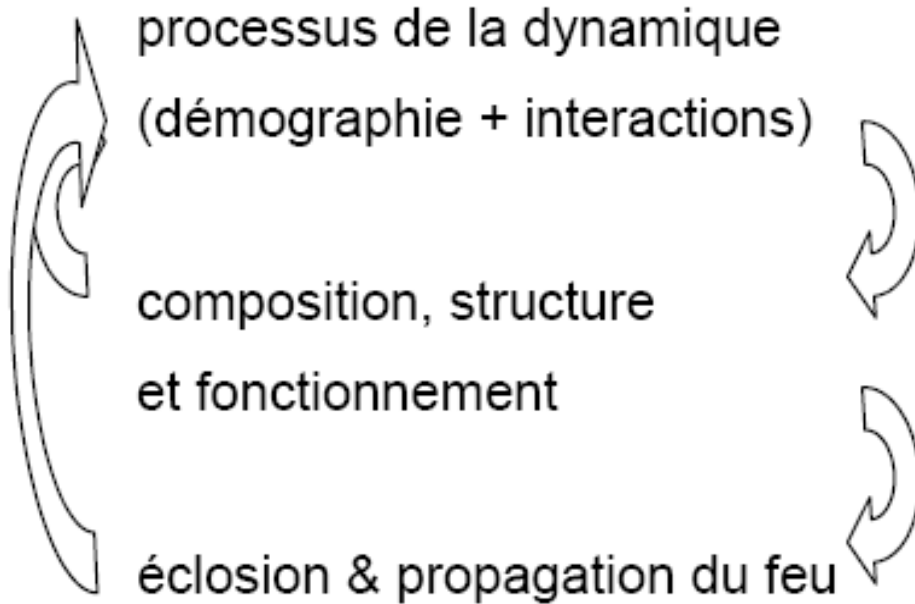 processus de la dynamique
(démographie + interactions)
composition, structure
et fonctionnement
éclosion & propagation du feu